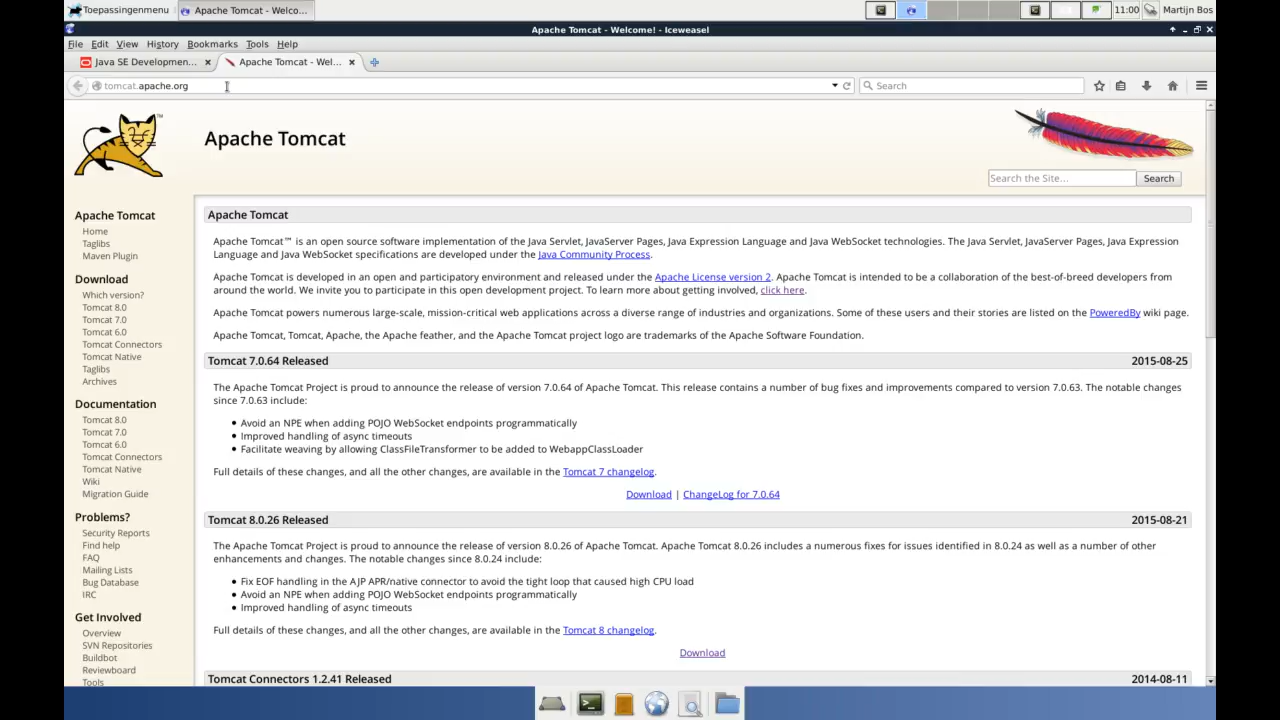 Toepassingenmenu
Apache Tomcat - Welco...
11:00
Martijn Bos
Apache Tomcat - Welcome! - Iceweasel
File Edit View History Bookmarks Tools Help
Java SE Developmen...
Apache Tomcat - Wel...
tomcat.apache.org
Search
TM
Apache Tomcat
Search the Site...
Search
Apache Tomcat
Home
Taglibs
Maven Plugin
Download
Which version?
Tomcat 8.0
Tomcat 7.0
Tomcat 6.0
Tomcat Connectors
Tomcat Native
Taglibs
Archives
Documentation
Tomcat 8.0
Tomcat 7.0
Tomcat 6.0
Tomcat Connectors
Tomcat Native
Wiki
Migration Guide
Problems?
Security Reports
Find help
FAQ
Mailing Lists
Bug Database
IRC
Get Involved
Overview
SVN Repositories
Buildbot
Reviewboard
Tools
Apache Tomcat
Apache Tomcat™ is an open source software implementation of the Java Servlet, JavaServer Pages, Java Expression Language and Java WebSocket technologies. The Java Servlet, JavaServer Pages, Java Expression
Language and Java WebSocket specifications are developed under the Java Community Process.
Apache Tomcat is developed in an open and participatory environment and released under the Apache License version 2. Apache Tomcat is intended to be a collaboration of the best-of-breed developers from
around the world. We invite you to participate in this open development project. To learn more about getting involved, click here.
Apache Tomcat powers numerous large-scale, mission-critical web applications across a diverse range of industries and organizations. Some of these users and their stories are listed on the PoweredBy wiki page.
Apache Tomcat, Tomcat, Apache, the Apache feather, and the Apache Tomcat project logo are trademarks of the Apache Software Foundation.
Tomcat 7.0.64 Released 2015-08-25
The Apache Tomcat Project is proud to announce the release of version 7.0.64 of Apache Tomcat. This release contains a number of bug fixes and improvements compared to version 7.0.63. The notable changes
since 7.0.63 include:
• Avoid an NPE when adding POJO WebSocket endpoints programmatically
• Improved handling of async timeouts
• Facilitate weaving by allowing ClassFileTransformer to be added to WebappClassLoader
Full details of these changes, and all the other changes, are available in the Tomcat 7 changelog.
Download | ChangeLog for 7.0.64
Tomcat 8.0.26 Released 2015-08-21
The Apache Tomcat Project is proud to announce the release of version 8.0.26 of Apache Tomcat. Apache Tomcat 8.0.26 includes a numerous fixes for issues identified in 8.0.24 as well as a number of other
enhancements and changes. The notable changes since 8.0.24 include:
• Fix EOF handling in the AJP APR/native connector to avoid the tight loop that caused high CPU load
• Avoid an NPE when adding POJO WebSocket endpoints programmatically
• Improved handling of async timeouts
Full details of these changes, and all the other changes, are available in the Tomcat 8 changelog.
Download
Tomcat Connectors 1.2.41 Released 2014-08-11